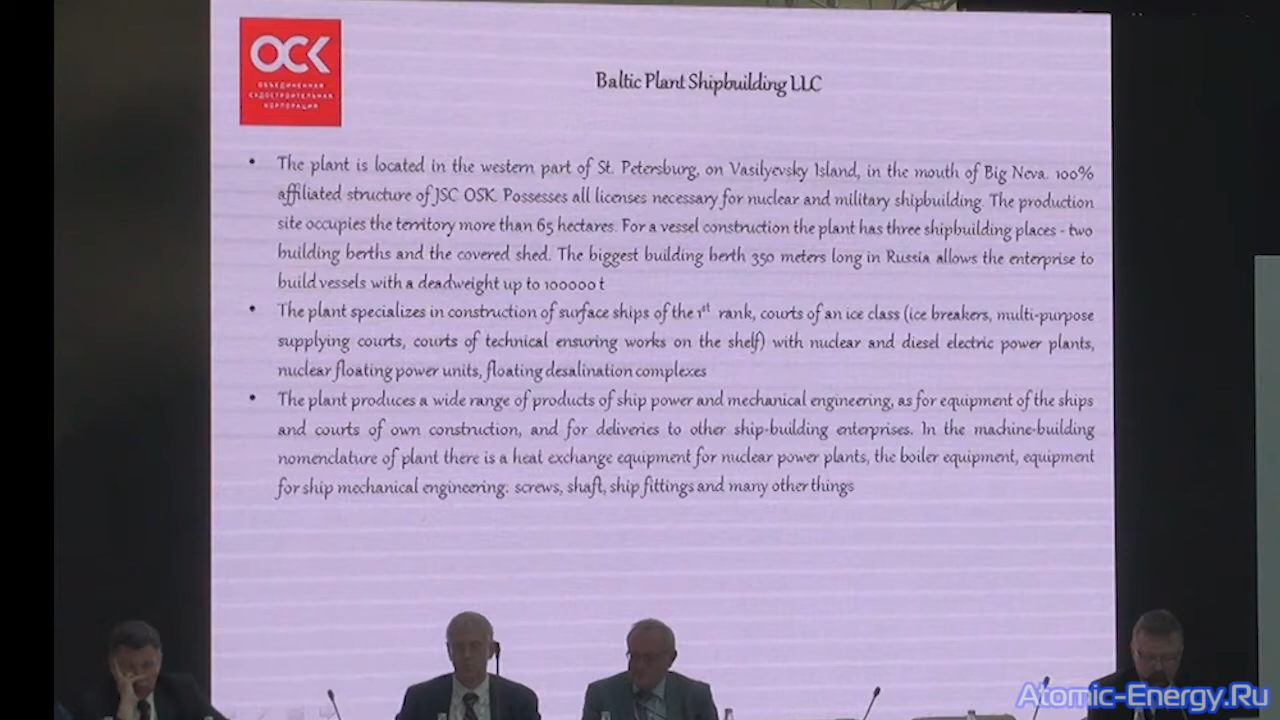 ОСК
ОБЪЕДИНЕННАЯ
СУДОСТРОИТЕЛЬНАЯ
КОРПОРАЦИЯ
Baltic Plant Shipbuilding LLC
• The plant is located in the western part of St. Petersburg, on Vasilyevsky Island, in the mouth of Big Neva. 100%
affiliated structure of JSC OSK. Possesses all licenses necessary for nuclear and military shipbuilding. The production
site occupies the territory more than 65 hectares. For a vessel construction the plant has three shipbuilding places - two
building berths and the covered shed. The biggest building berth 350 meters long in Russia allows the enterprise to
build vessels with a deadweight up to 100000 t
• The plant specializes in construction of surface ships of the 1st rank, courts of an ice class (ice breakers, multi-purpose
supplying courts, courts of technical ensuring works on the shelf) with nuclear and diesel electric power plants,
nuclear floating power units, floating desalination complexes
• The plant produces a wide range of products of ship power and mechanical engineering, as for equipment of the ships
and courts of own construction, and for deliveries to other ship-building enterprises. In the machine-building
nomenclature of plant there is a heat exchange equipment for nuclear power plants, the boiler equipment, equipment
for ship mechanical engineering: screws, shaft, ship fittings and many other things
Atomic-Energy.Ru